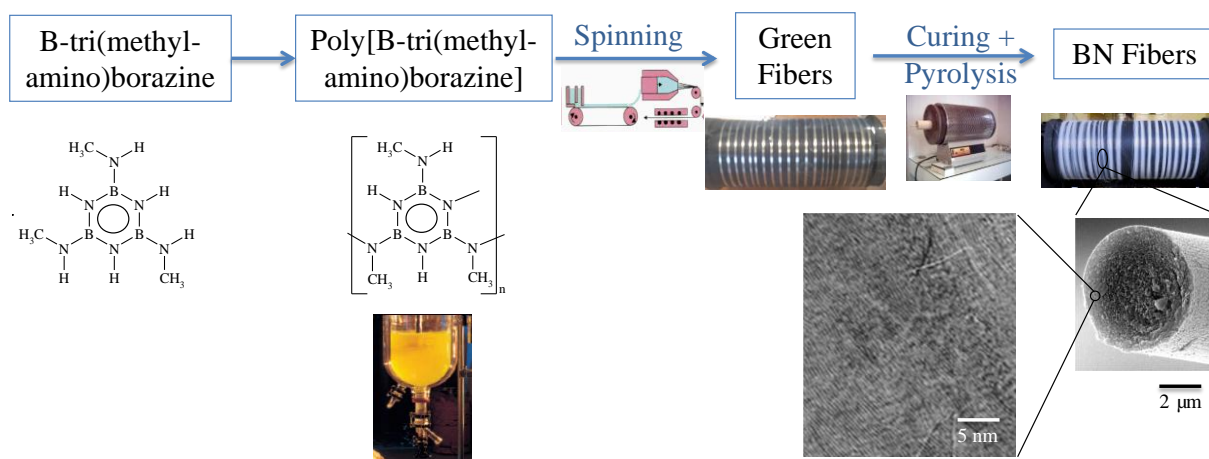 B-tri(methyl-
amino)borazine
Poly[B-tri(methyl-
amino)borazine]
Spinning
Green
Fibers
Curing +
Pyrolysis
BN Fibers
H3C
H
N
B
H
H
N
N
H3C
B
B
H
N
N
N
H
H
CH3
H3C
H
N
B
H
N
N
B
B
N
N
N
CH3
H
CH3
n
5 nm
2 µm